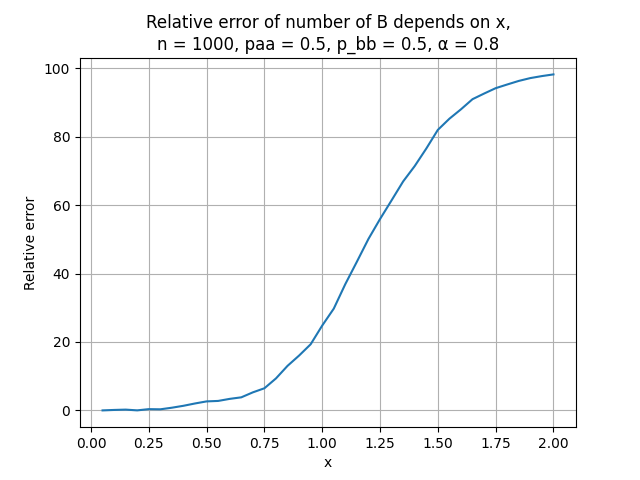 Relative error of number of B depends on x,
n = 1000, paa = 0.5, p_bb = 0.5, α = 0.8
100
80
60
40
20
0
Relative error
0.00 0.25 0.50 0.75 1.00 1.25 1.50 1.75 2.00
x